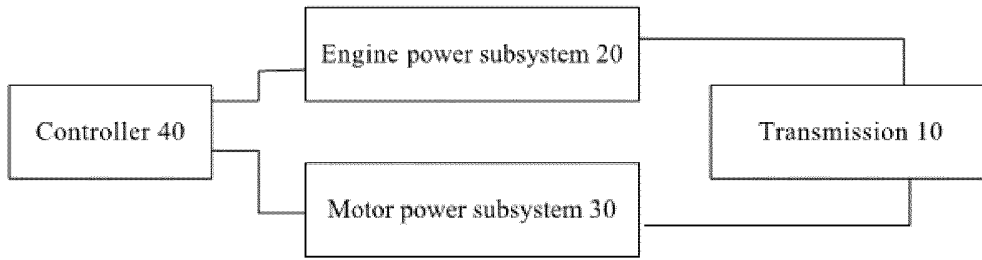 Engine power subsystem 20
Controller 40
Transmission 10
Motor power subsystem 30